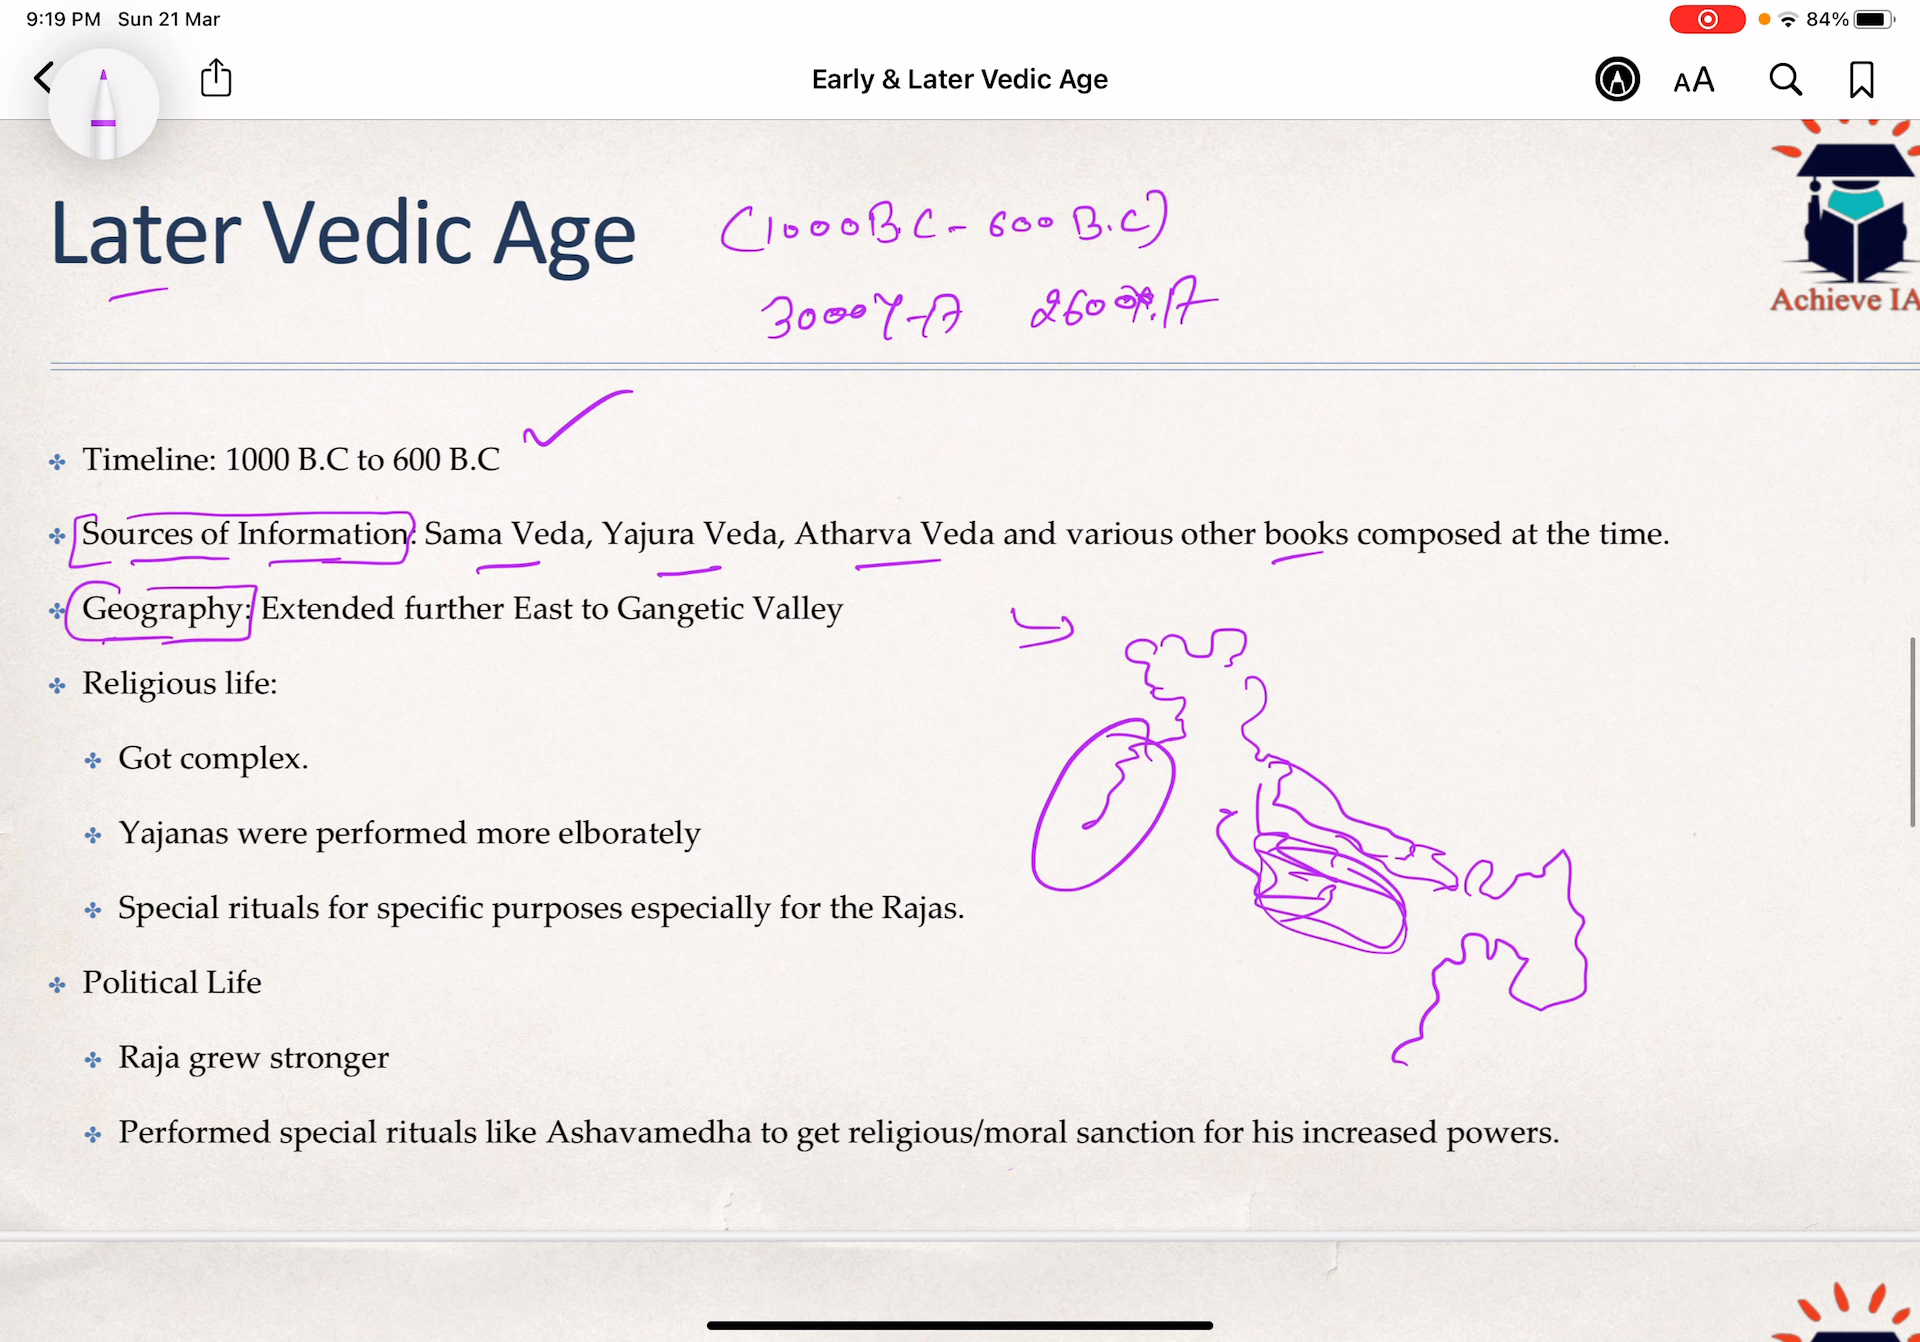 9:19 PM Sun 21 Mar
84%
Early & Later Vedic Age
AA
Later Vedic Age
(1000 B.C - 600 B.C)
3000 Y-A 2600 Y.A
Achieve IA
Timeline: 1000 B.C to 600 B.C
Sources of Information: Sama Veda, Yajura Veda, Atharva Veda and various other books composed at the time.
Geography: Extended further East to Gangetic Valley
Religious life:
Got complex.
Yajanas were performed more elborately
Special rituals for specific purposes especially for the Rajas.
Political Life
Raja grew stronger
Performed special rituals like Ashavamedha to get religious/moral sanction for his increased powers.